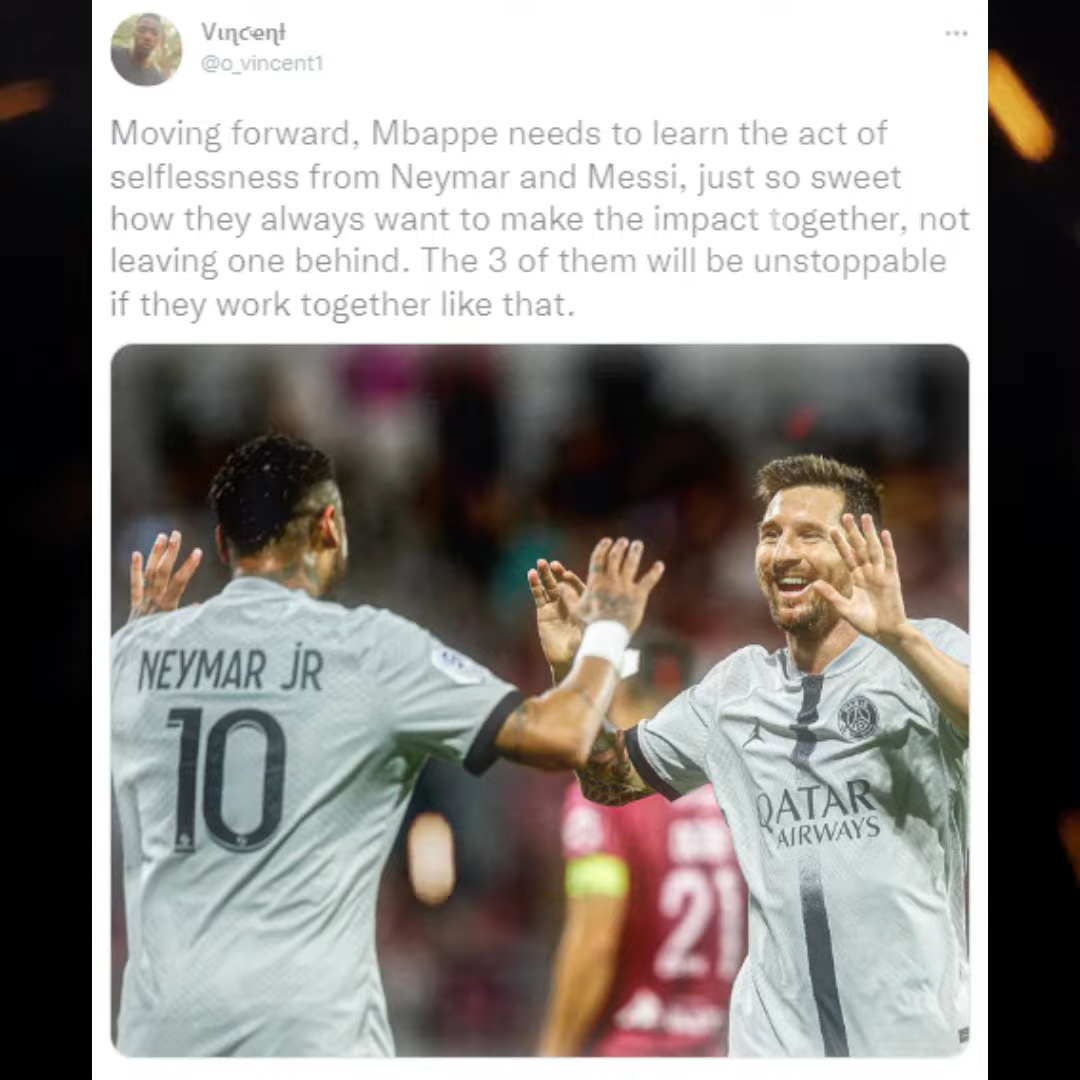 Vıղcҽղɬ
@o_vincent1
Moving forward, Mbappe needs to learn the act of
selflessness from Neymar and Messi, just so sweet
how they always want to make the impact together, not
leaving one behind. The 3 of them will be unstoppable
if they work together like that.
NEYMAR JR
10
PARIS
QATAR
AIRWAYS
21